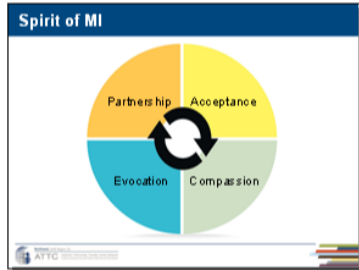 Spirit of MI
Partnership
Acceptance
Evocation
Compassion
ATTC